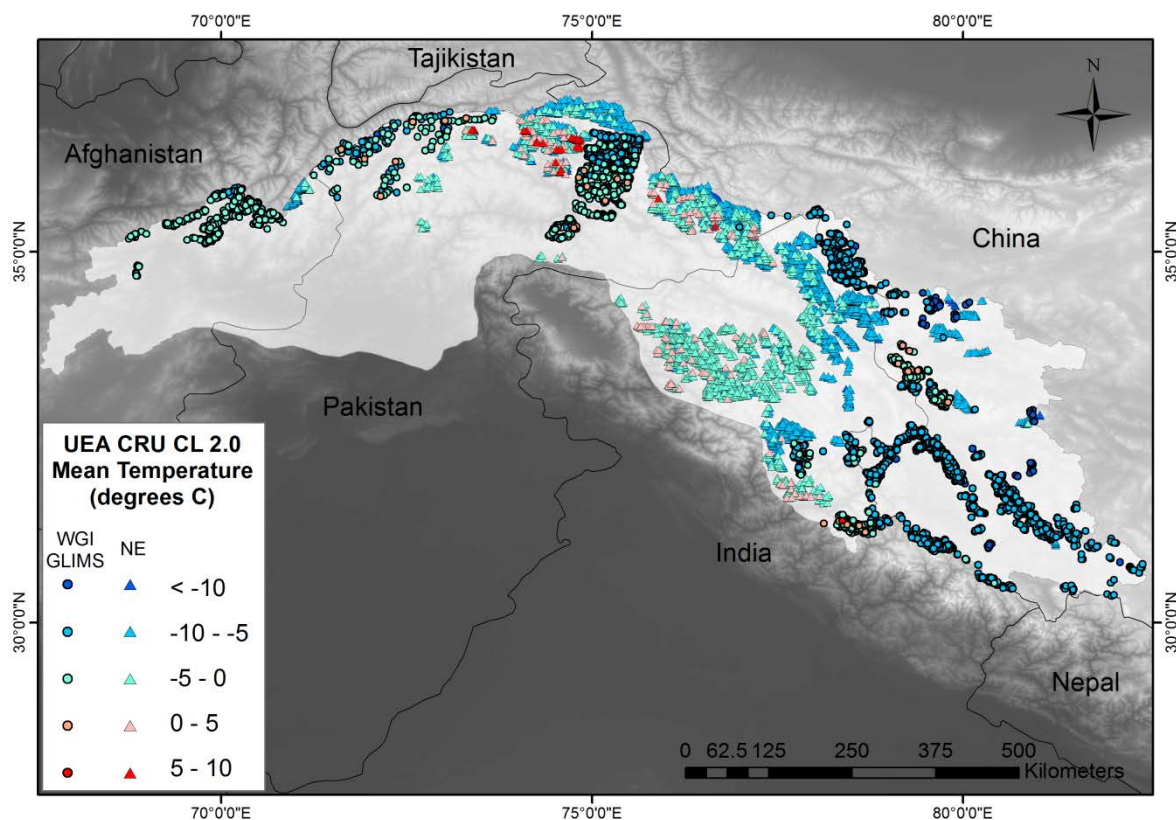 70°0'0"E 75°0'0"E 80°0'0"E
Tajikistan
N
Afghanistan
35°0'0"N
China
35°0'0"N
Pakistan
UEA CRU CL 2.0
Mean Temperature
(degrees C)
WGI
GLIMS
NE
< -10
-10 - -5
-5 - 0
0 - 5
5 - 10
India
30°0'0"N
30°0'0"N
Nepal
0 62.5 125 250 375 500
Kilometers
70°0'0"E 75°0'0"E 80°0'0"E